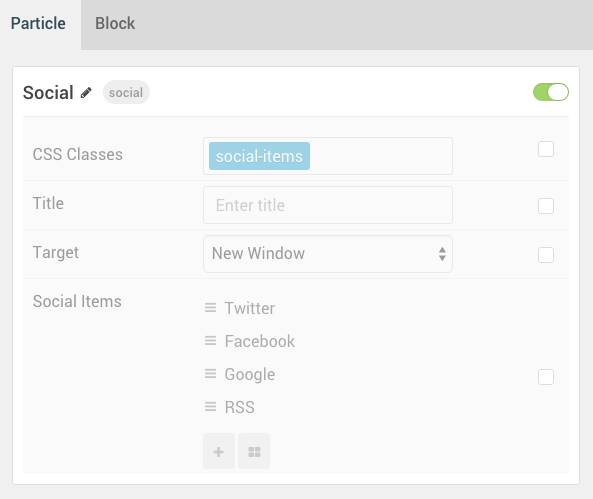 Particle Block
Social social
CSS Classes social-items
Title Enter title
Target New Window
Social Items Twitter
Facebook
Google
RSS